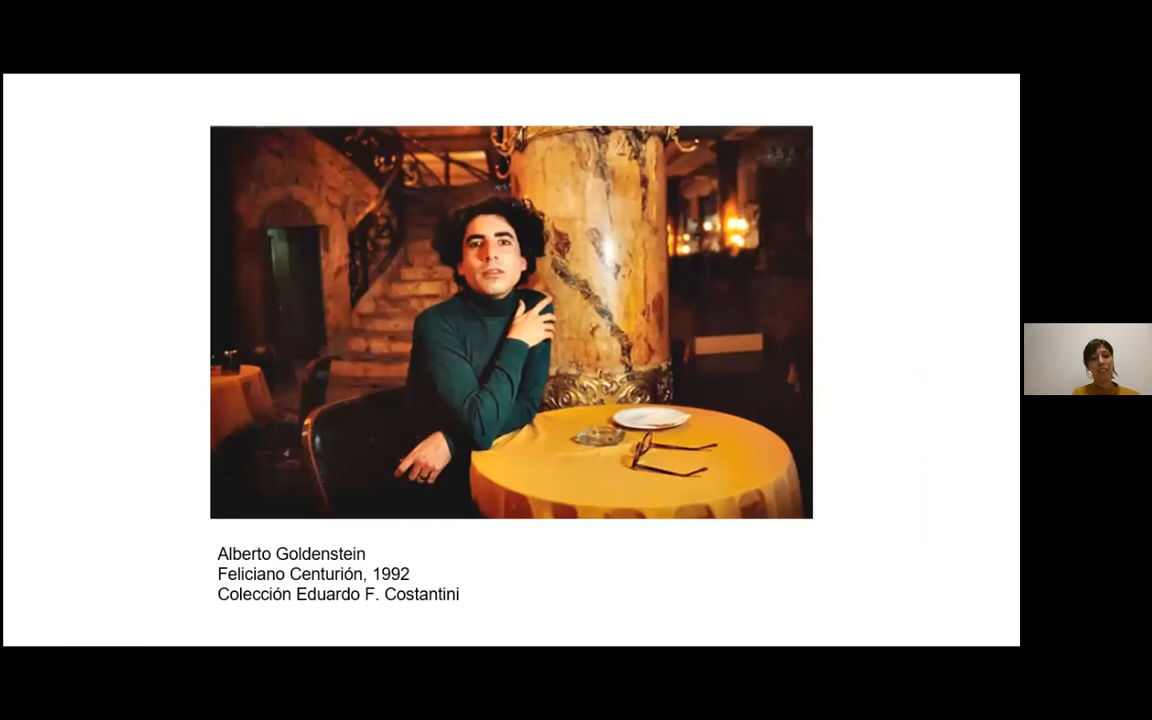 Alberto Goldenstein
Feliciano Centurión, 1992
Colección Eduardo F. Costantini